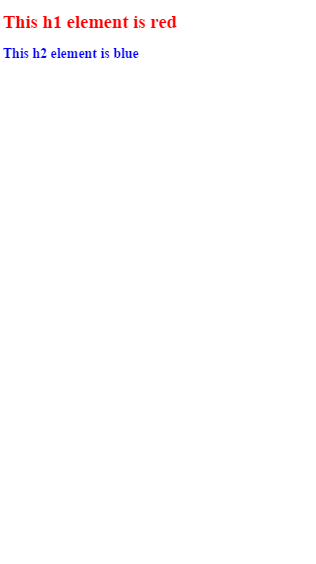 This h1 element is red
This h2 element is blue